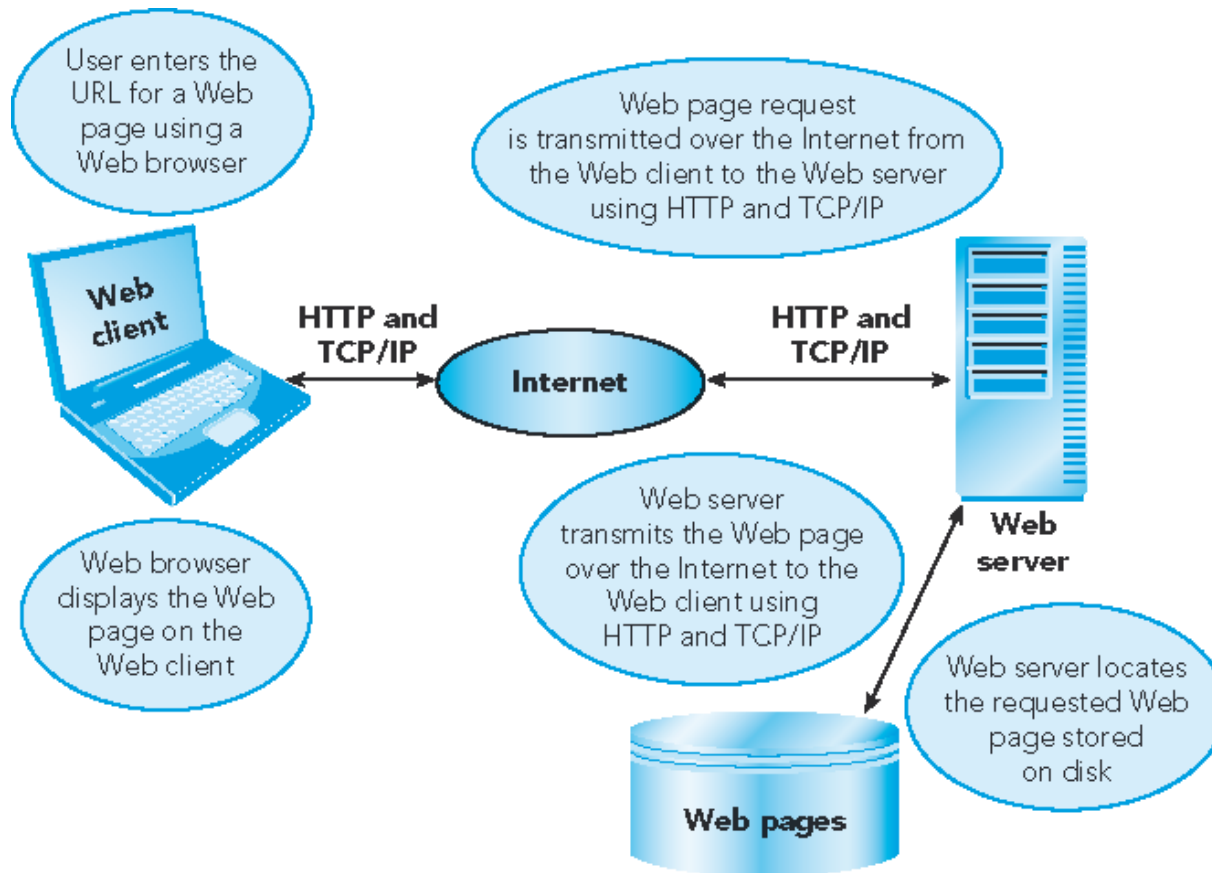 User enters the
URL for a Web
page using a
Web browser
Web page request
is transmitted over the Internet from
the Web client to the Web server
using HTTP and TCP/IP
Web
client
HTTP and
TCP/IP
Internet
HTTP and
TCP/IP
Web
server
Web browser
displays the Web
page on the
Web client
Web server
transmits the Web page
over the Internet to the
Web client using
HTTP and TCP/IP
Web server locates
the requested Web
page stored
on disk
Web pages